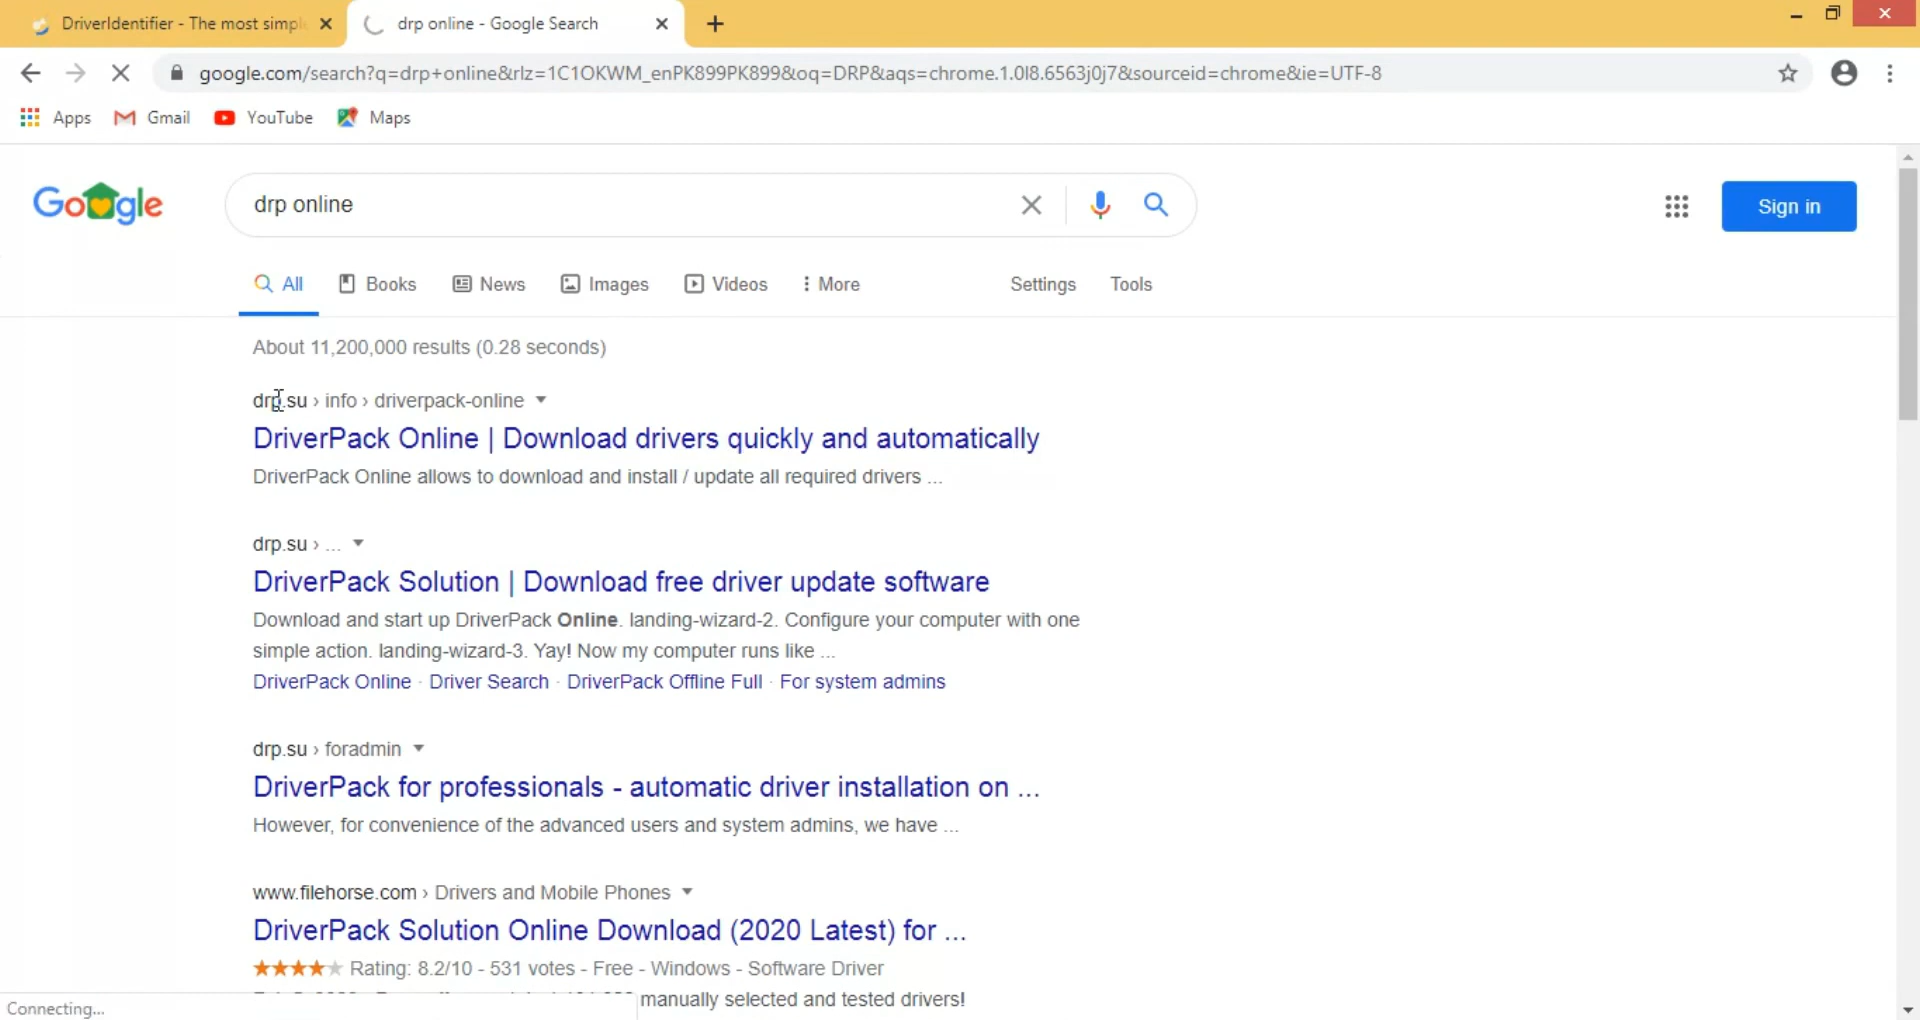 DriverIdentifier - The most simpl
drp online - Google Search
google.com/search?q=drp+online&rlz=1C1OKWM_enPK899PK899&oq=DRP&aqs=chrome.1.0l8.6563j0j7&sourceid=chrome&ie=UTF-8
Apps Gmail YouTube Maps
Google
drp online
Sign in
All Books News Images Videos More Settings Tools
About 11,200,000 results (0.28 seconds)
drp.su › info › driverpack-online
DriverPack Online | Download drivers quickly and automatically
DriverPack Online allows to download and install / update all required drivers ...
drp.su › ...
DriverPack Solution | Download free driver update software
Download and start up DriverPack Online. landing-wizard-2. Configure your computer with one
simple action. landing-wizard-3. Yay! Now my computer runs like ...
DriverPack Online · Driver Search · DriverPack Offline Full · For system admins
drp.su › foradmin
DriverPack for professionals - automatic driver installation on ...
However, for convenience of the advanced users and system admins, we have ...
www.filehorse.com › Drivers and Mobile Phones
DriverPack Solution Online Download (2020 Latest) for ...
Rating: 8.2/10 - 531 votes - Free - Windows - Software Driver
manually selected and tested drivers!
Connecting...